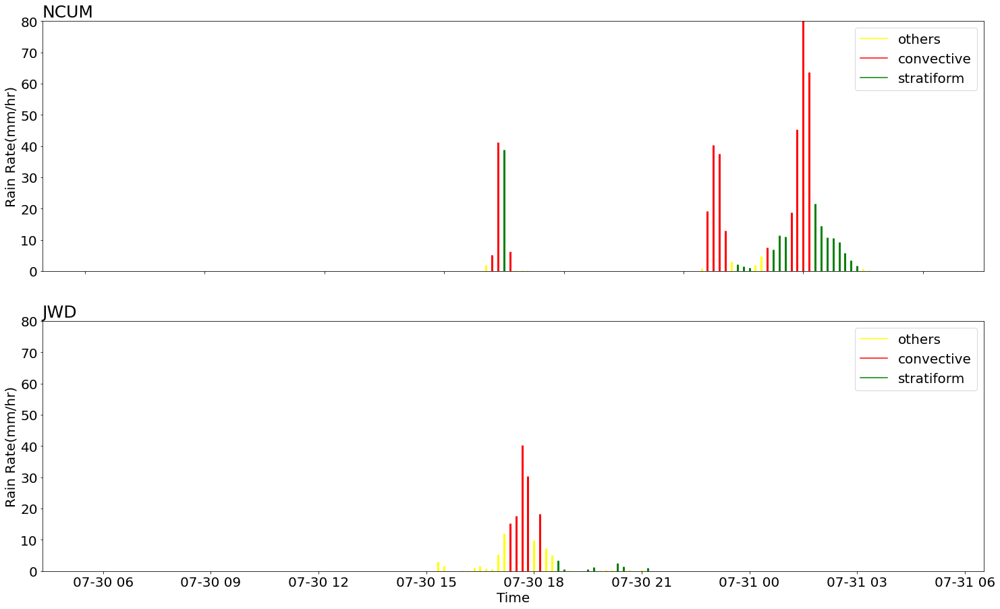 NCUM
80
70
60
50
40
30
20
10
0
Rain Rate(mm/hr)
others
convective
stratiform
JWD
80
70
60
50
40
30
20
10
0
Rain Rate(mm/hr)
others
convective
stratiform
07-30 06 07-30 09 07-30 12 07-30 15 07-30 18 07-30 21 07-31 00 07-31 03 07-31 06
Time